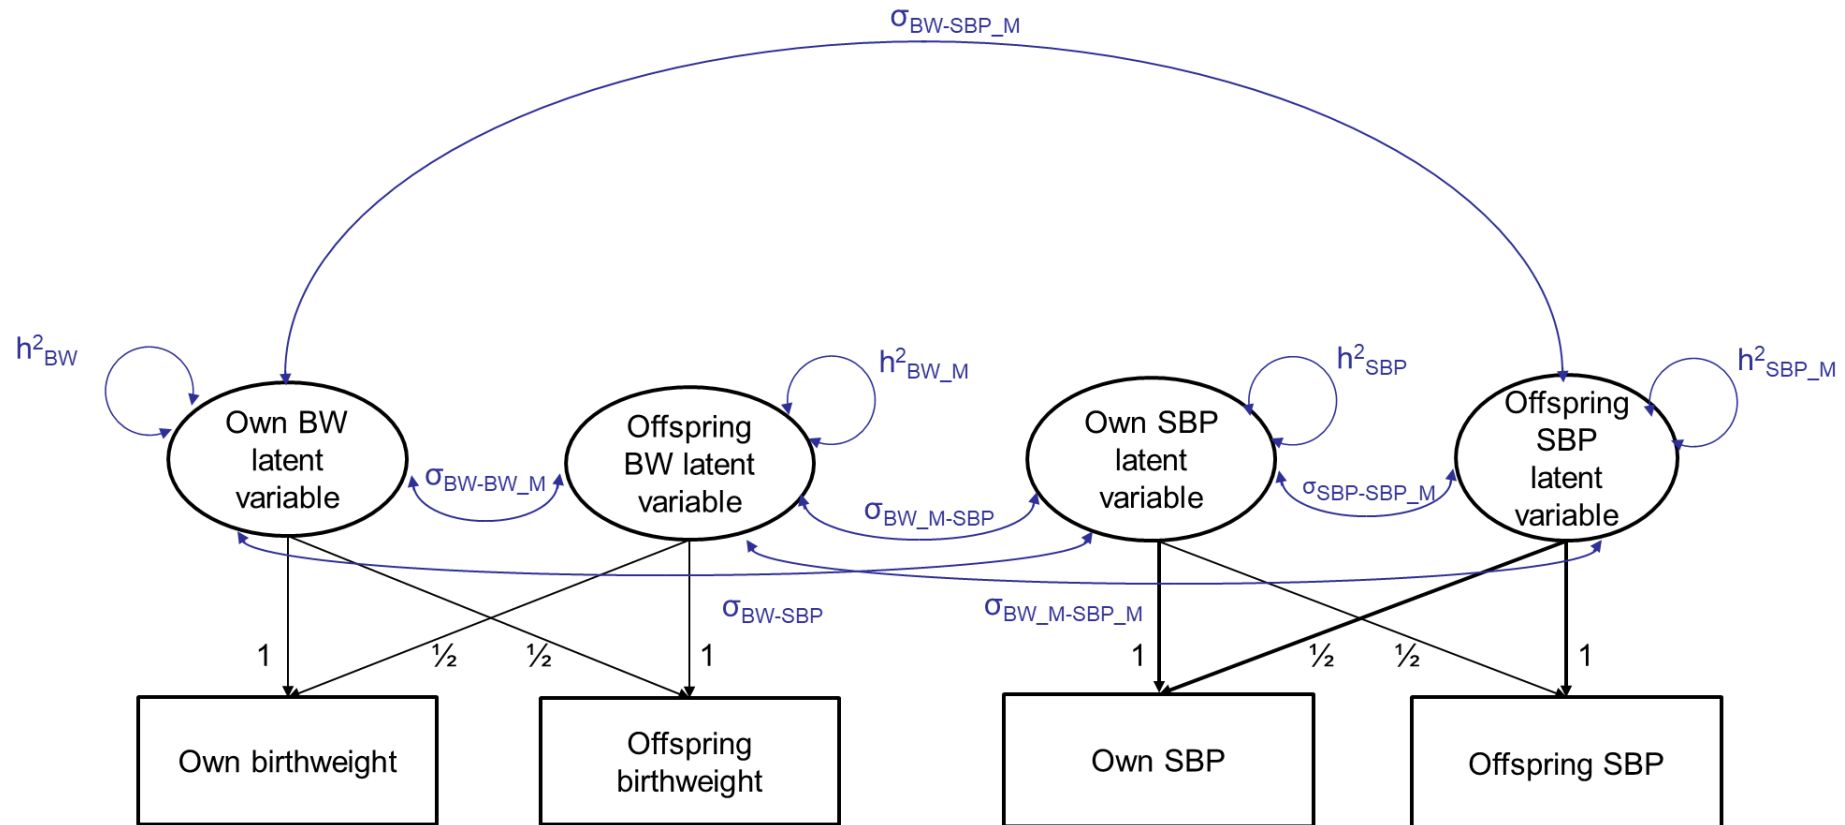 σBW-SBP_M
h²BW
h²BW_M
h²SBP
h²SBP_M
Own BW
latent
variable
Offspring
BW latent
variable
Own SBP
latent
variable
Offspring
SBP
latent
variable
σBW-BW_M
σBW_M-SBP
σSBP-SBP_M
σBW-SBP
σBW_M-SBP_M
1
½
½
1
1
½
½
1
Own birthweight
Offspring
birthweight
Own SBP
Offspring SBP